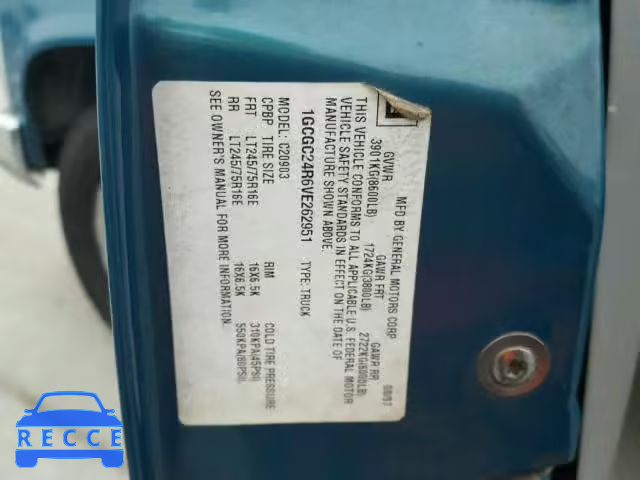 MFD BY GENERAL MOTORS CORP 08/97
GVWR GAWR FRT GAWR RR
3901KG(8600LB) 1724KG(3800LB) 2722KG(6000LB)
THIS VEHICLE CONFORMS TO ALL APPLICABLE U.S. FEDERAL MOTOR
VEHICLE SAFETY STANDARDS IN EFFECT ON THE DATE OF
MANUFACTURE SHOWN ABOVE.
1GCGC24R6VE262951 TYPE: TRUCK
MODEL: C20903
CPBP TIRE SIZE RIM COLD TIRE PRESSURE
FRT LT245/75R16E 16X6.5K 310KPA(45PSI)
RR LT245/75R16E 16X6.5K 550KPA(80PSI)
SEE OWNER'S MANUAL FOR MORE INFORMATION.
RECCE